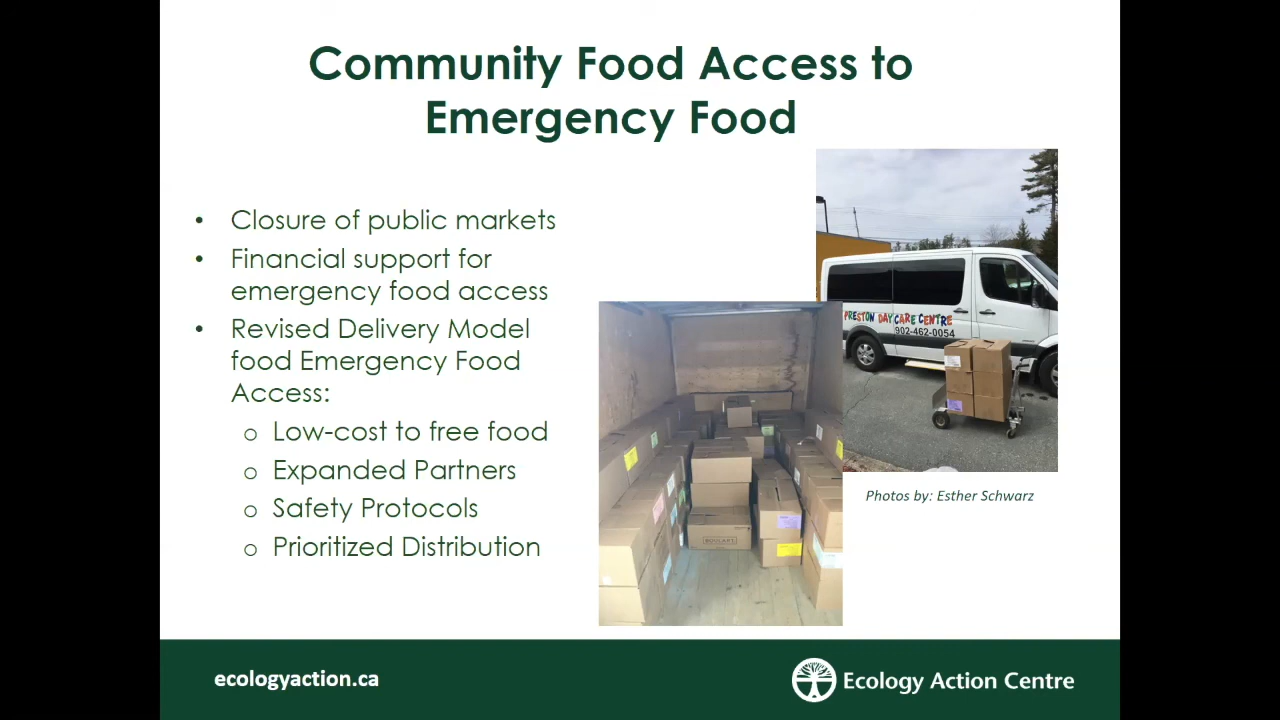 Community Food Access to
Emergency Food
• Closure of public markets
• Financial support for
emergency food access
• Revised Delivery Model
food Emergency Food
Access:
o Low-cost to free food
o Expanded Partners
o Safety Protocols
o Prioritized Distribution
PRESTON DAY CARE CENTRE
902-462-0054
Photos by: Esther Schwarz
ecologyaction.ca
Ecology Action Centre